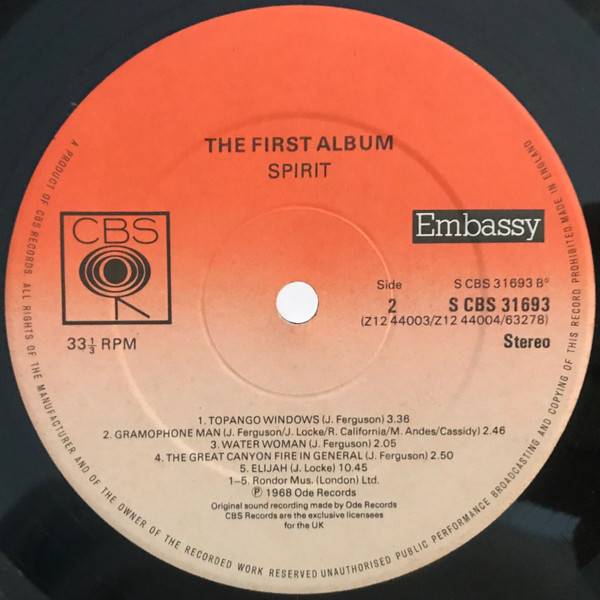 THE FIRST ALBUM
SPIRIT
CBS
Embassy
Side
2
S CBS 31693 B°
S CBS 31693
(Z12 44003/Z12 44004/63278)
33⅓ RPM
Stereo
1. TOPANGO WINDOWS (J. Ferguson) 3.36
2. GRAMOPHONE MAN (J. Ferguson/J. Locke/R. California/M. Andes/Cassidy) 2.46
3. WATER WOMAN (J. Ferguson) 2.05
4. THE GREAT CANYON FIRE IN GENERAL (J. Ferguson) 2.50
5. ELIJAH (J. Locke) 10.45
1–5. Rondor Mus. (London) Ltd.
Ⓟ 1968 Ode Records
Original sound recording made by Ode Records
CBS Records are the exclusive licensees
for the UK
A PRODUCT OF CBS RECORDS. ALL RIGHTS OF THE MANUFACTURER AND OF THE OWNER OF THE RECORDED WORK RESERVED UNAUTHORISED PUBLIC PERFORMANCE BROADCASTING AND COPYING OF THIS RECORD PROHIBITED. MADE IN ENGLAND